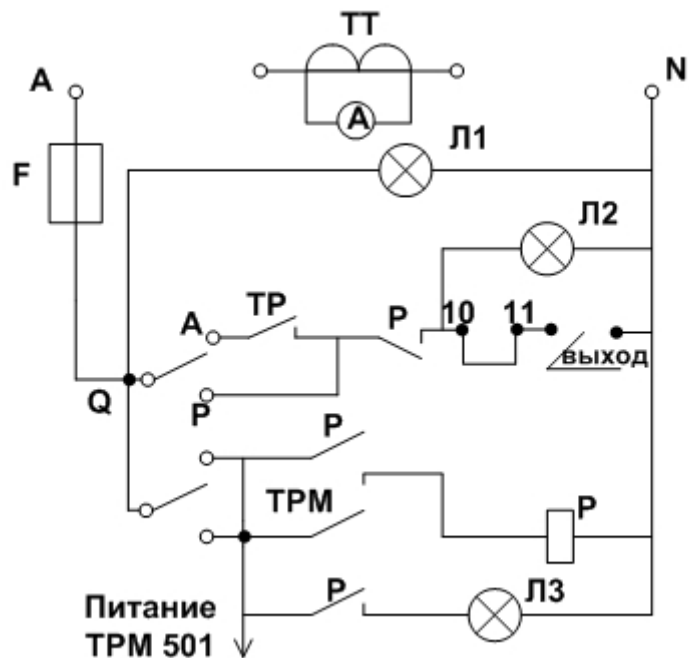 ТТ
А
N
А
F
Л1
Л2
ТР
А
Р
10
11
выход
Q
Р
Р
ТРМ
Р
Р
Л3
Питание
ТРМ 501